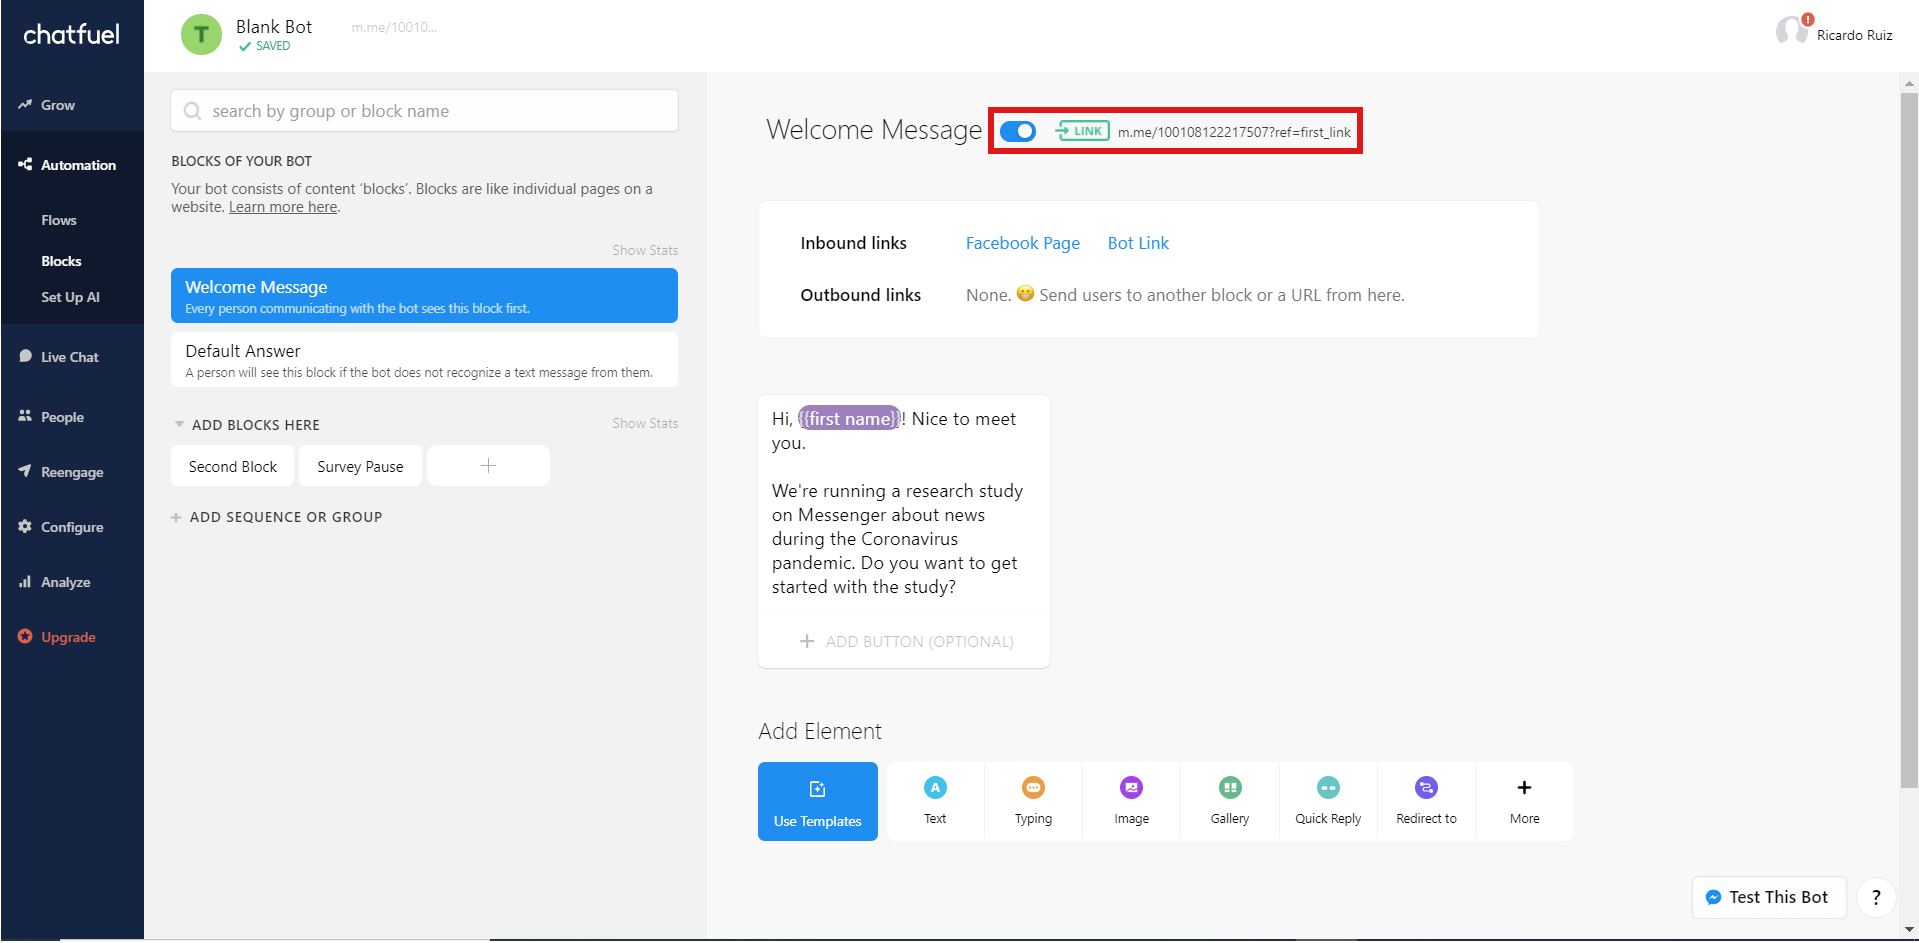 chatfuel
Grow
Automation
Flows
Blocks
Set Up AI
Live Chat
People
Reengage
Configure
Analyze
Upgrade
T
Blank Bot
SAVED
m.me/10010...
!
Ricardo Ruiz
search by group or block name
BLOCKS OF YOUR BOT
Your bot consists of content ‘blocks’. Blocks are like individual pages on a
website. Learn more here.
Show Stats
Welcome Message
Every person communicating with the bot sees this block first.
Default Answer
A person will see this block if the bot does not recognize a text message from them.
ADD BLOCKS HERE
Show Stats
Second Block
Survey Pause
+
+ ADD SEQUENCE OR GROUP
Welcome Message
LINK
m.me/100108122217507?ref=first_link
Inbound links
Facebook Page
Bot Link
Outbound links
None. 😬 Send users to another block or a URL from here.
Hi, {{first name}}! Nice to meet
you.
We're running a research study
on Messenger about news
during the Coronavirus
pandemic. Do you want to get
started with the study?
+ ADD BUTTON (OPTIONAL)
Add Element
Use Templates
A
Text
Typing
Image
Gallery
Quick Reply
Redirect to
+
More
Test This Bot
?